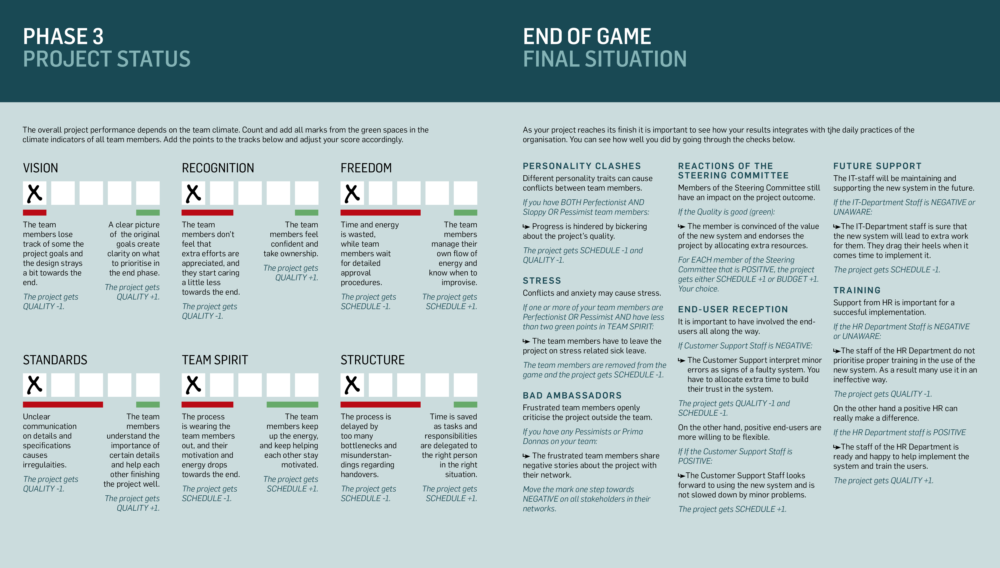 PHASE 3
PROJECT STATUS
The overall project performance depends on the team climate. Count and add all marks from the green spaces in the
climate indicators of all team members. Add the points to the tracks below and adjust your score accordingly.
VISION
X
The team
members lose
track of some the
project goals and
the design strays
a bit towards the
end.
The project gets
QUALITY -1.
A clear picture
of the original
goals create
clarity on what
to prioritise in
the end phase.
The project gets
QUALITY +1.
RECOGNITION
X
The team
members don't
feel that
extra efforts are
appreciated, and
they start caring
a little less
towards the end.
The project gets
QUALITY -1.
The team
members feel
confident and
take ownership.
The project gets
QUALITY +1.
FREEDOM
X
Time and energy
is wasted,
while team
members wait
for detailed
approval
procedures.
The project gets
SCHEDULE -1.
The team
members
manage their
own flow of
energy and
know when to
improvise.
The project gets
SCHEDULE +1.
STANDARDS
X
Unclear
communication
on details and
specifications
causes
irregulaities.
The project gets
QUALITY -1.
The team
members
understand the
importance of
certain details
and help each
other finishing
the project well.
The project gets
QUALITY +1.
TEAM SPIRIT
X
The process
is wearing the
team members
out, and their
motivation and
energy drops
towards the end.
The project gets
SCHEDULE -1.
The team
members keep
up the energy,
and keep helping
each other stay
motivated.
The project gets
SCHEDULE +1.
STRUCTURE
X
The process is
delayed by
too many
bottlenecks and
misunderstan-
dings regarding
handovers.
The project gets
SCHEDULE -1.
Time is saved
as tasks and
responsibilities
are delegated to
the right person
in the right
situation.
The project gets
SCHEDULE +1.
END OF GAME
FINAL SITUATION
As your project reaches its finish it is important to see how your results integrates with tjhe daily practices of the
organisation. You can see how well you did by going through the checks below.
PERSONALITY CLASHES
Different personality traits can cause
conflicts between team members.
If you have BOTH Perfectionist AND
Sloppy OR Pessimist team members:
Progress is hindered by bickering
about the project's quality.
The project gets SCHEDULE -1 and
QUALITY -1.
STRESS
Conflicts and anxiety may cause stress.
If one or more of your team members are
Perfectionist OR Pessimist AND have less
than two green points in TEAM SPIRIT:
The team members have to leave the
project on stress related sick leave.
The team members are removed from the
game and the project gets SCHEDULE -1.
BAD AMBASSADORS
Frustrated team members openly
criticise the project outside the team.
If you have any Pessimists or Prima
Donnas on your team:
The frustrated team members share
negative stories about the project with
their network.
Move the mark one step towards
NEGATIVE on all stakeholders in their
networks.
REACTIONS OF THE
STEERING COMMITTEE
Members of the Steering Committee still
have an impact on the project outcome.
If the Quality is good (green):
The member is convinced of the value
of the new system and endorses the
project by allocating extra resources.
For EACH member of the Steering
Committee that is POSITIVE, the project
gets either SCHEDULE +1 or BUDGET +1.
Your choice.
END-USER RECEPTION
It is important to have involved the end-
users all along the way.
If Customer Support Staff is NEGATIVE:
The Customer Support interpret minor
errors as signs of a faulty system. You
have to allocate extra time to build
their trust in the system.
The project gets QUALITY -1 and
SCHEDULE -1.
On the other hand, positive end-users are
more willing to be flexible.
If If the Customer Support Staff is
POSITIVE:
The Customer Support Staff looks
forward to using the new system and is
not slowed down by minor problems.
The project gets SCHEDULE +1.
FUTURE SUPPORT
The IT-staff will be maintaining and
supporting the new system in the future.
If the IT-Department Staff is NEGATIVE or
UNAWARE:
The IT-Department staff is sure that
the new system will lead to extra work
for them. They drag their heels when it
comes time to implement it.
The project gets SCHEDULE -1.
TRAINING
Support from HR is important for a
succesful implementation.
If the HR Department Staff is NEGATIVE
or UNAWARE:
The staff of the HR Department do not
prioritise proper training in the use of the
new system. As a result many use it in an
ineffective way.
The project gets QUALITY -1.
On the other hand a positive HR can
really make a difference.
If the HR Department staff is POSITIVE
The staff of the HR Department is
ready and happy to help implement the
system and train the users.
The project gets QUALITY +1.